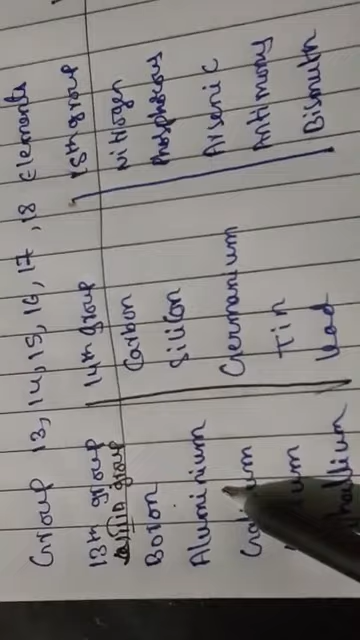 Group 13, 14, 15, 16, 17, 18 Elements
13th group
Boron
Aluminium
14th group
Carbon
Silicon
Germanium
Tin
lead
15th group
Nitrogen
Phosphorous
Arsenic
Antimony
Bismuth